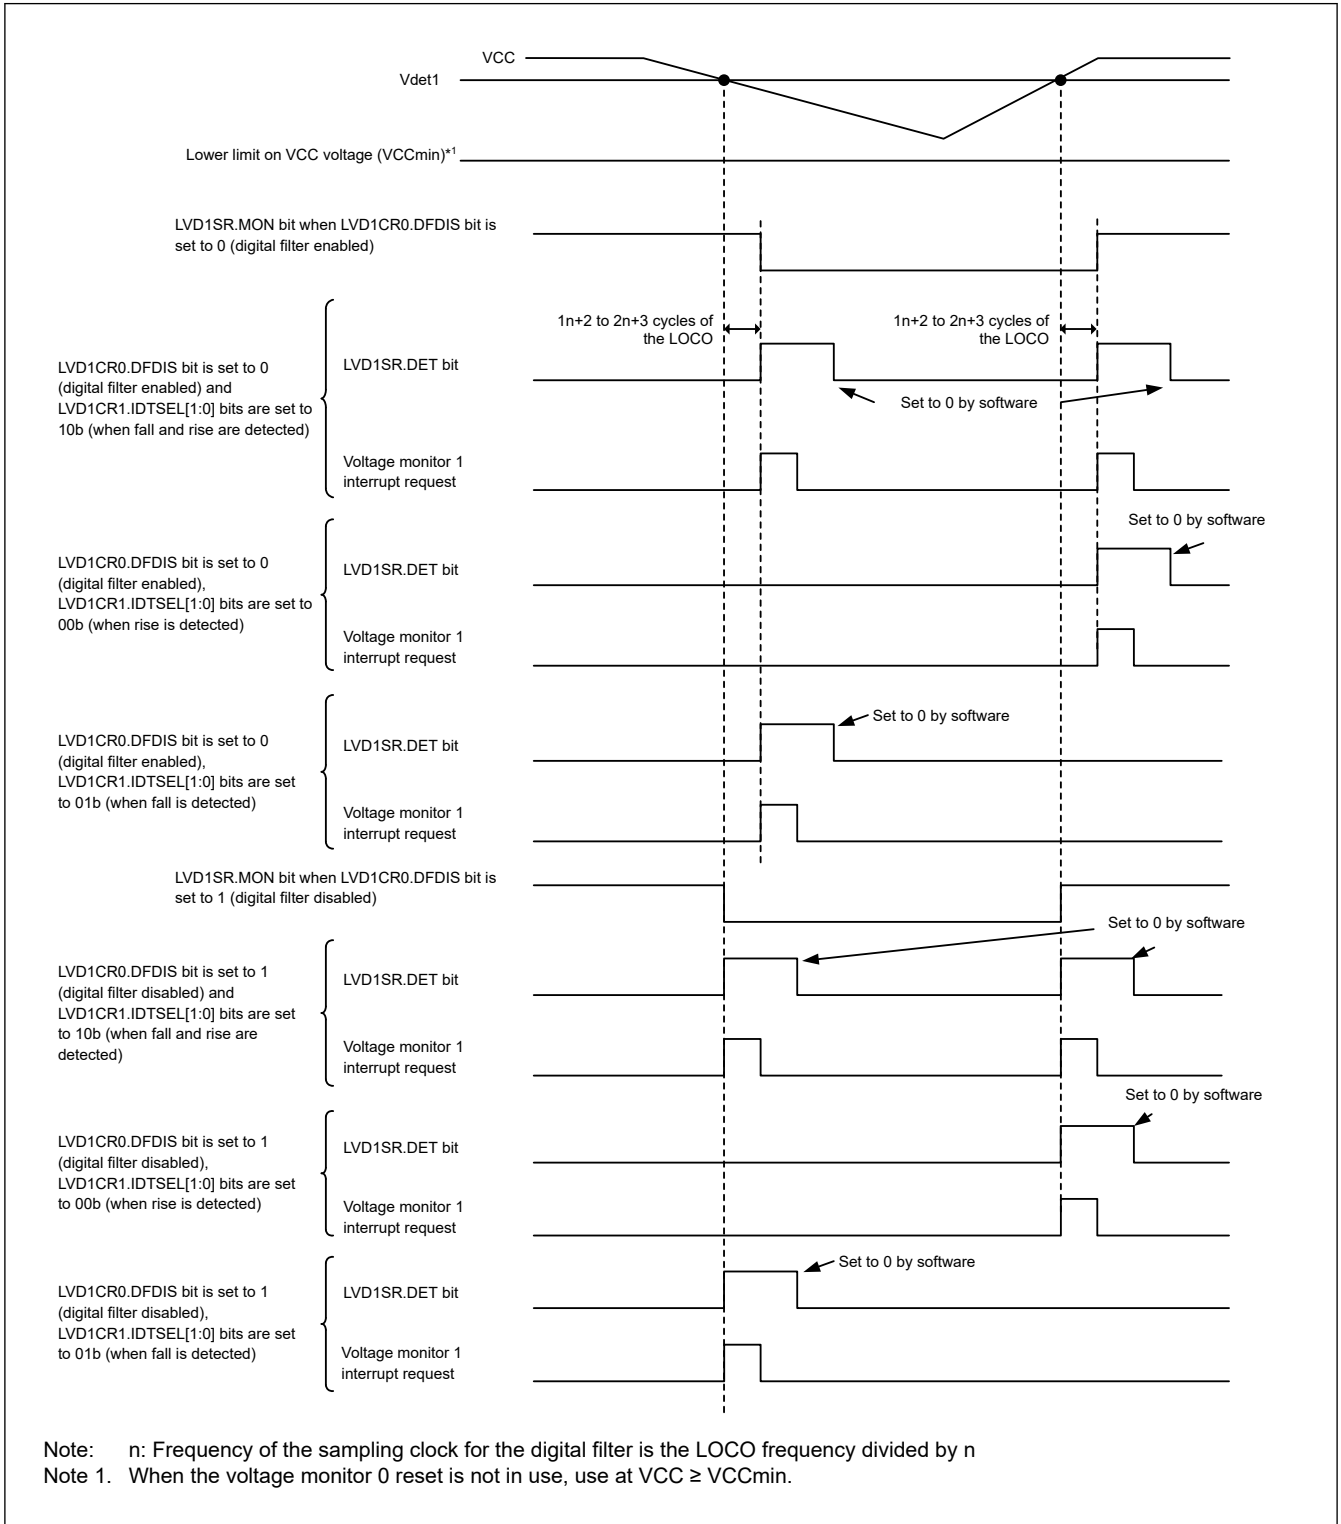 VCC
Vdet1
Lower limit on VCC voltage (VCCmin)*1
LVD1SR.MON bit when LVD1CR0.DFDIS bit is
set to 0 (digital filter enabled)
1n+2 to 2n+3 cycles of
the LOCO
1n+2 to 2n+3 cycles of
the LOCO
LVD1CR0.DFDIS bit is set to 0
(digital filter enabled) and
LVD1CR1.IDTSEL[1:0] bits are set to
10b (when fall and rise are detected)
LVD1SR.DET bit
Set to 0 by software
Voltage monitor 1
interrupt request
Set to 0 by software
LVD1CR0.DFDIS bit is set to 0
(digital filter enabled),
LVD1CR1.IDTSEL[1:0] bits are set to
00b (when rise is detected)
LVD1SR.DET bit
Voltage monitor 1
interrupt request
Set to 0 by software
LVD1CR0.DFDIS bit is set to 0
(digital filter enabled),
LVD1CR1.IDTSEL[1:0] bits are set
to 01b (when fall is detected)
LVD1SR.DET bit
Voltage monitor 1
interrupt request
LVD1SR.MON bit when LVD1CR0.DFDIS bit is
set to 1 (digital filter disabled)
Set to 0 by software
LVD1CR0.DFDIS bit is set to 1
(digital filter disabled) and
LVD1CR1.IDTSEL[1:0] bits are set
to 10b (when fall and rise are
detected)
LVD1SR.DET bit
Voltage monitor 1
interrupt request
Set to 0 by software
LVD1CR0.DFDIS bit is set to 1
(digital filter disabled),
LVD1CR1.IDTSEL[1:0] bits are set
to 00b (when rise is detected)
LVD1SR.DET bit
Voltage monitor 1
interrupt request
Set to 0 by software
LVD1CR0.DFDIS bit is set to 1
(digital filter disabled),
LVD1CR1.IDTSEL[1:0] bits are set
to 01b (when fall is detected)
LVD1SR.DET bit
Voltage monitor 1
interrupt request
Note: n: Frequency of the sampling clock for the digital filter is the LOCO frequency divided by n
Note 1. When the voltage monitor 0 reset is not in use, use at VCC ≥ VCCmin.